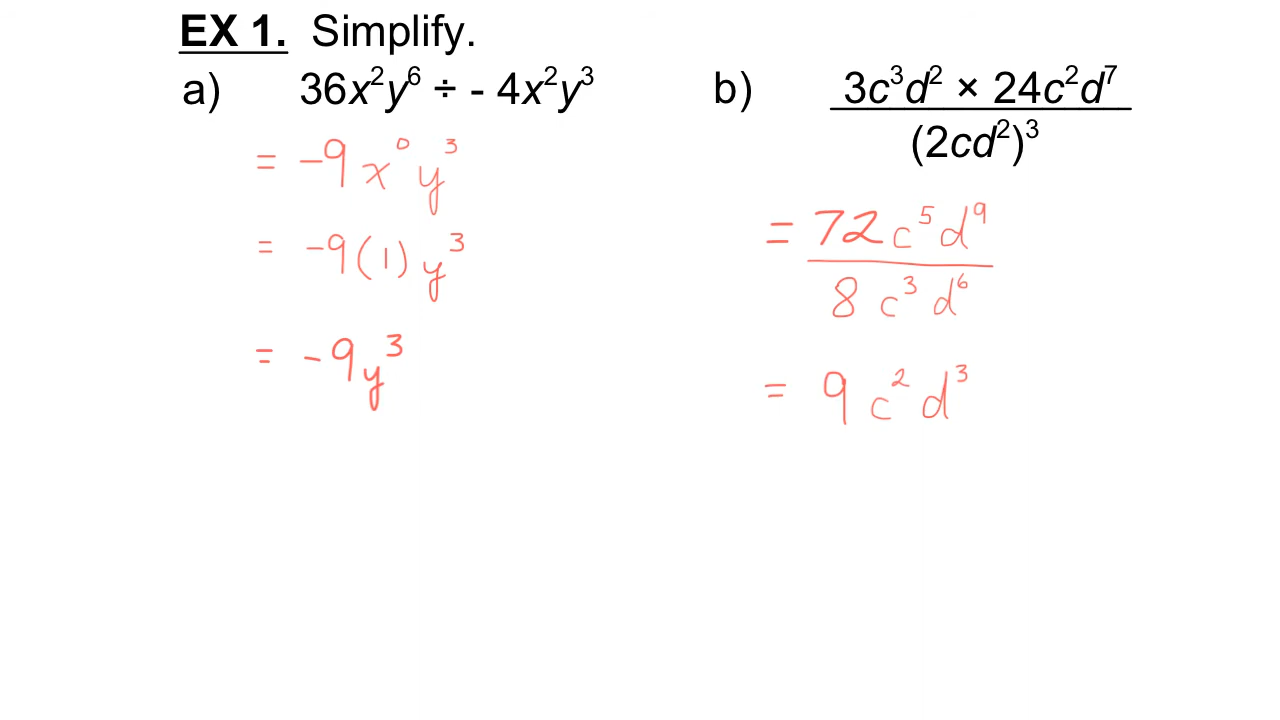 EX 1. Simplify.
a) 36x²y⁶ ÷ - 4x²y³
= -9x⁰y³
= -9(1)y³
= -9y³
b) 3c³d² × 24c²d⁷
(2cd²)³
= 72c⁵d⁹
8c³d⁶
= 9c²d³